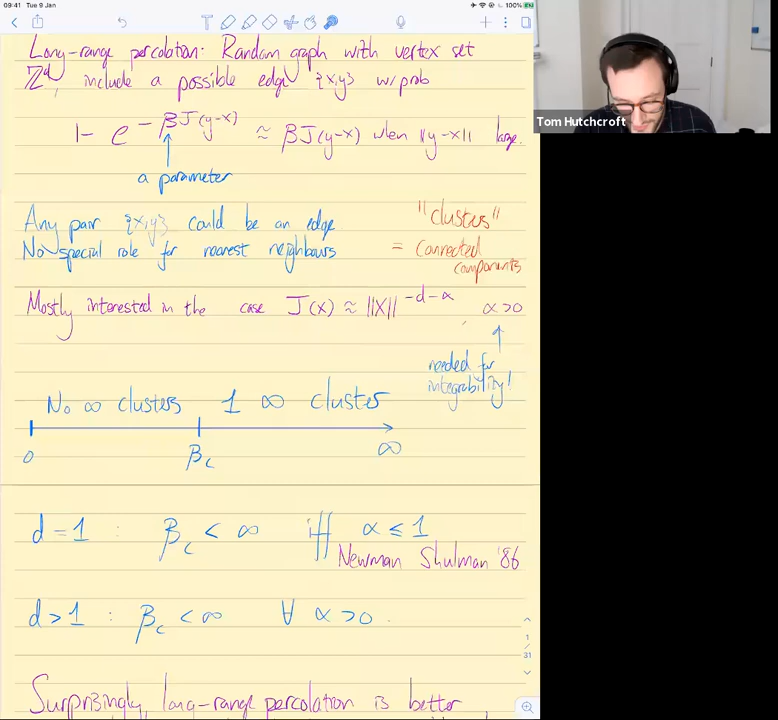 09:41 Tue 9 Jan
100%
Long-range percolation: Random graph with vertex set
ℤ^d, include a possible edge {x,y} w/ prob
1 - e^{-βJ(y-x)} ≈ βJ(y-x) when ||y-x|| large.
a parameter
Any pair {x,y} could be an edge
No special role for nearest neighbours
"clusters"
= connected
components
Mostly interested in the case J(x) ≈ ||x||^{-d-α} α>0
needed for
integrability!
No ∞ clusters 1 ∞ cluster
0 β_c ∞
d=1 : β_c < ∞ iff α ≤ 1
Newman Shulman '86
d>1 : β_c < ∞ ∀ α>0.
1
31
Surprisingly, long-range percolation is better
Tom Hutchcroft